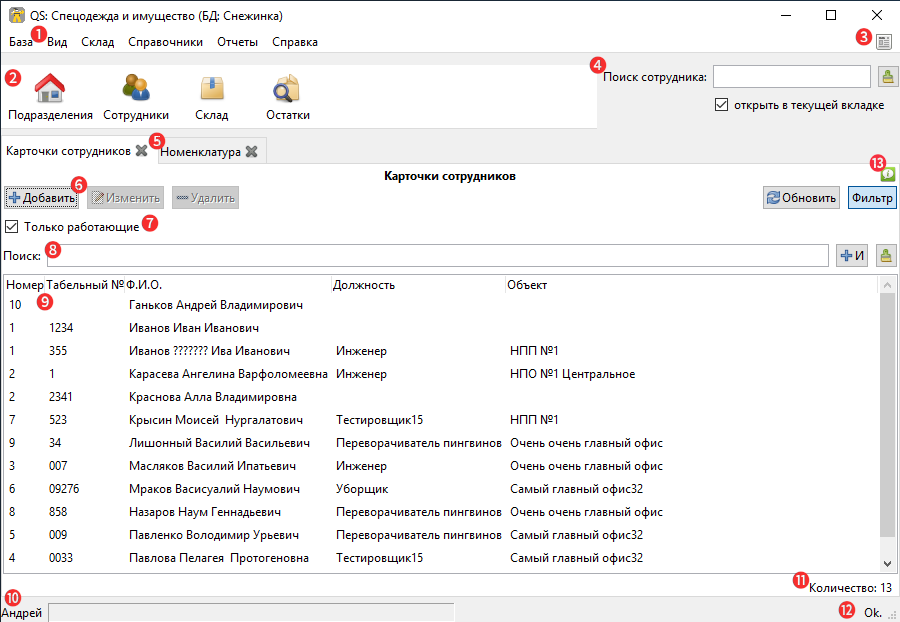 QS: Спецодежда и имущество (БД: Снежинка)
База 1 Вид Склад Справочники Отчеты Справка 3
2 Подразделения Сотрудники Склад Остатки
4 Поиск сотрудника:
открыть в текущей вкладке
Карточки сотрудников 5 Номенклатура
Карточки сотрудников 13
Добавить 6 Изменить Удалить Обновить Фильтр
Только работающие 7
Поиск: 8 И
Номер Табельный № Ф.И.О. Должность Объект
9
10 Ганьков Андрей Владимирович
1 1234 Иванов Иван Иванович
1 355 Иванов ??????? Ива Иванович Инженер НПП №1
2 1 Карасева Ангелина Варфоломеевна Инженер НПО №1 Центральное
2 2341 Краснова Алла Владимировна
7 523 Крысин Моисей Нургалатович Тестировщик15 НПП №1
9 34 Лишонный Василий Васильевич Переворачиватель пингвинов Очень очень главный офис
3 007 Масляков Василий Ипатьевич Инженер Очень очень главный офис
6 09276 Мраков Васисуалий Наумович Уборщик Самый главный офис32
8 858 Назаров Наум Геннадьевич Переворачиватель пингвинов Очень очень главный офис
5 009 Павленко Володимир Урьевич Переворачиватель пингвинов Самый главный офис32
4 0033 Павлова Пелагея Протогеновна Тестировщик15 Самый главный офис32
11 Количество: 13
10 Андрей 12 Ok.